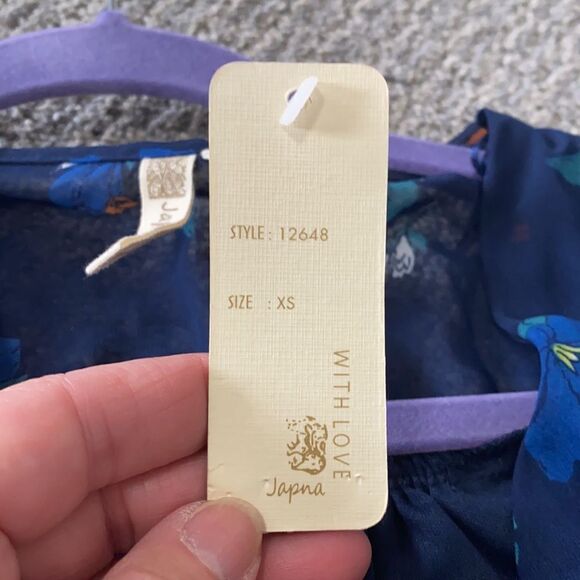 STYLE: 12648
SIZE : XS
WITH LOVE
Japna